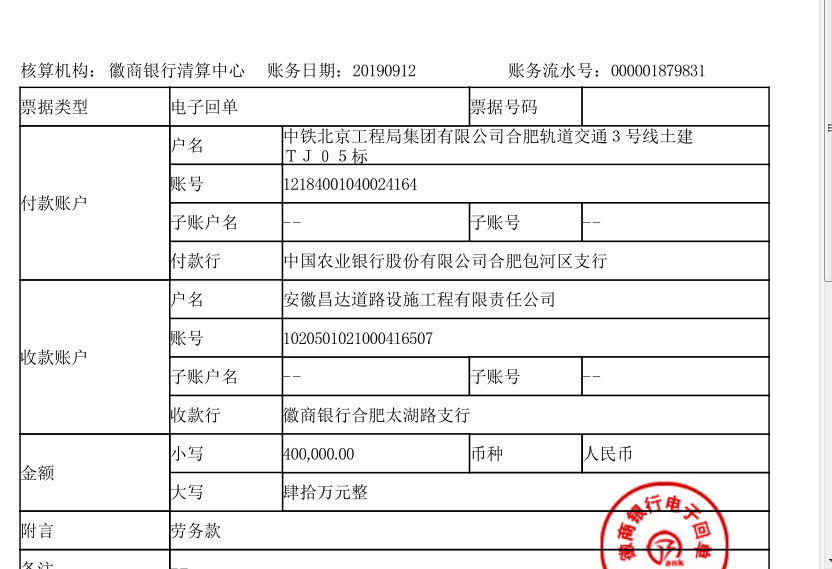 核算机构： 徽商银行清算中心 账务日期：20190912 账务流水号：000001879831
票据类型 电子回单 票据号码
付款账户
户名 中铁北京工程局集团有限公司合肥轨道交通3号线土建
ＴＪ０５标
账号 12184001040024164
子账户名 -- 子账号 --
付款行 中国农业银行股份有限公司合肥包河区支行
收款账户
户名 安徽昌达道路设施工程有限责任公司
账号 1020501021000416507
子账户名 -- 子账号 --
收款行 徽商银行合肥太湖路支行
金额
小写 400,000.00 币种 人民币
大写 肆拾万元整
附言 劳务款
徽商银行电子回单
ank
备注 --